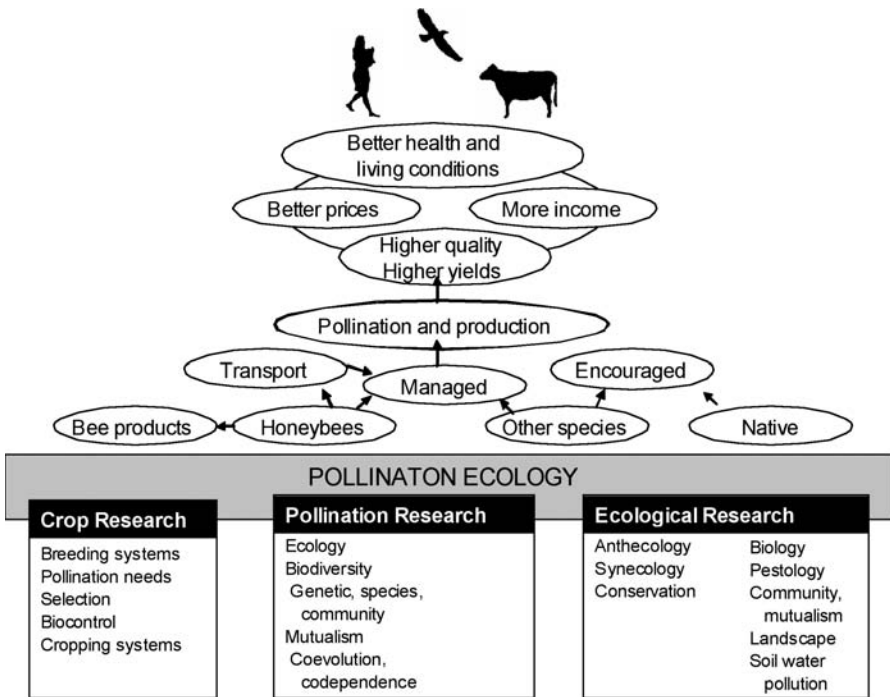 Better health and
living conditions
Better prices
More income
Higher quality
Higher yields
Pollination and production
Transport
Managed
Encouraged
Bee products
Honeybees
Other species
Native
POLLINATON ECOLOGY
Crop Research
Breeding systems
Pollination needs
Selection
Biocontrol
Cropping systems
Pollination Research
Ecology
Biodiversity
Genetic, species,
community
Mutualism
Coevolution,
codependence
Ecological Research
Anthecology
Synecology
Conservation
Biology
Pestology
Community,
mutualism
Landscape
Soil water
pollution